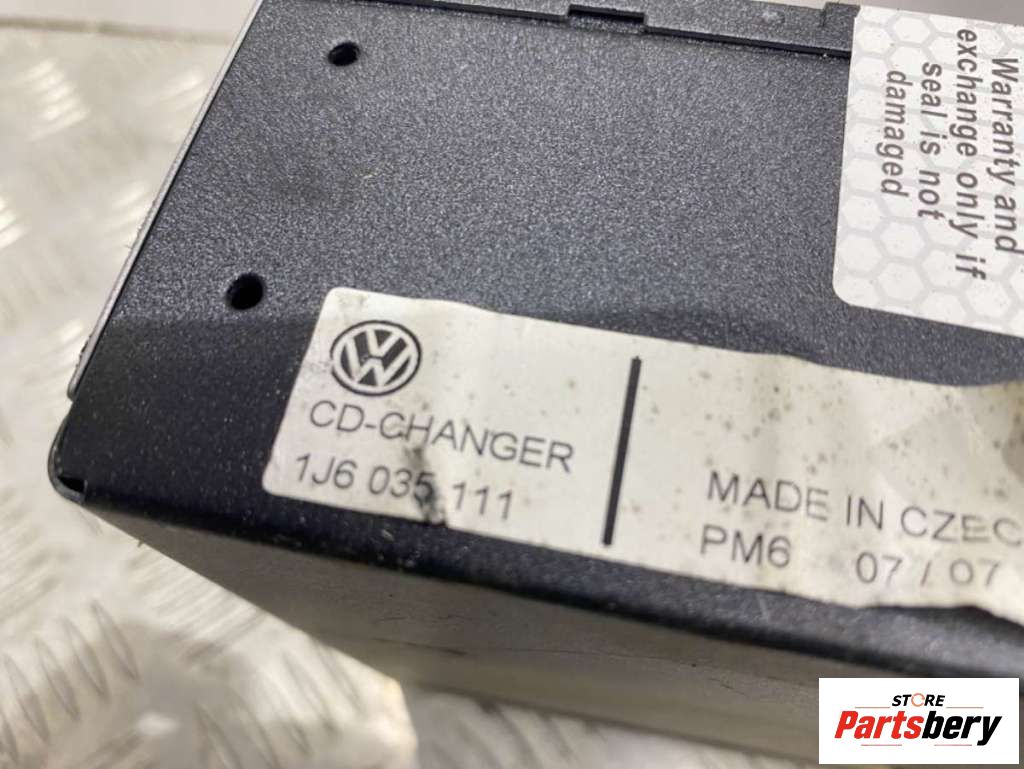 Warranty and
exchange only if
seal is not
damaged
CD-CHANGER
1J6 035 111
MADE IN CZEC
PM6 07 / 07
STORE
Partsbery